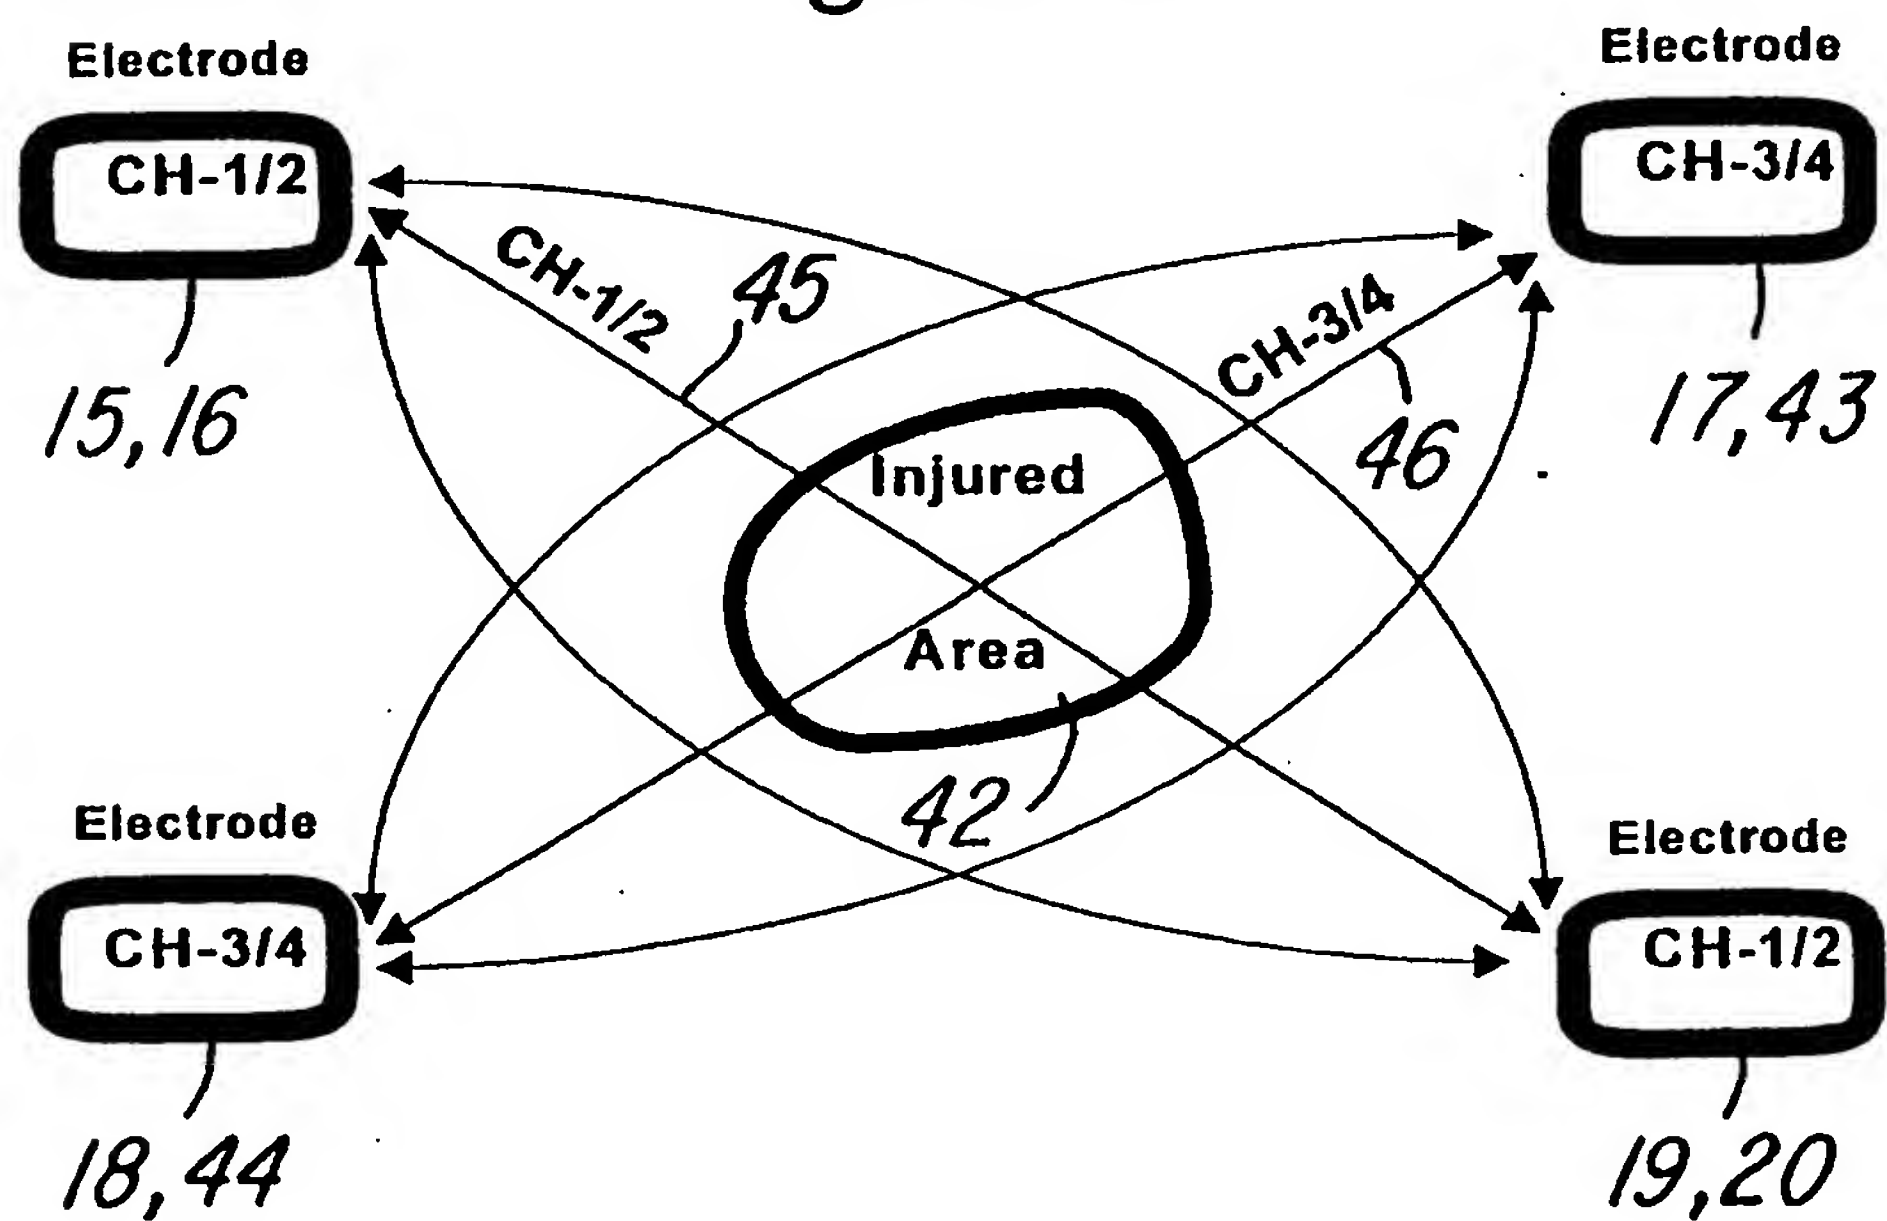 Electrode
Electrode
CH-1/2
CH-3/4
CH-1/2
45
CH-3/4
46
15,16
17,43
Injured
Area
42
Electrode
Electrode
CH-3/4
CH-1/2
18,44
19,20